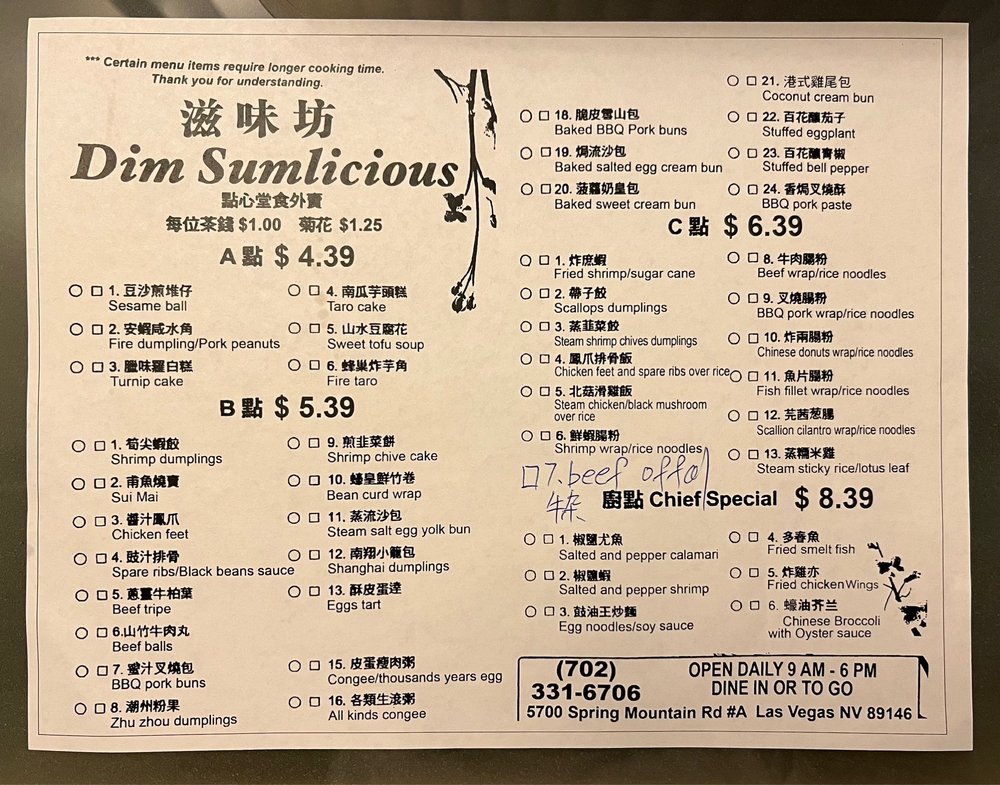 *** Certain menu items require longer cooking time.
Thank you for understanding.
滋味坊
Dim Sumlicious
點心堂食外賣
每位茶錢 $1.00 菊花 $1.25
A 點 $ 4.39
1. 豆沙煎堆仔
Sesame ball
2. 安蝦咸水角
Fire dumpling/Pork peanuts
3. 臘味蘿白糕
Turnip cake
4. 南瓜芋頭糕
Taro cake
5. 山水豆腐花
Sweet tofu soup
6. 蜂巢炸芋角
Fire taro
B 點 $ 5.39
1. 筍尖蝦餃
Shrimp dumplings
2. 甫魚燒賣
Sui Mai
3. 醬汁鳳爪
Chicken feet
4. 豉汁排骨
Spare ribs/Black beans sauce
5. 蔥薑牛柏葉
Beef tripe
6.山竹牛肉丸
Beef balls
7. 蜜汁叉燒包
BBQ pork buns
8. 潮州粉果
Zhu zhou dumplings
9. 煎韭菜餅
Shrimp chive cake
10. 蠔皇鮮竹卷
Bean curd wrap
11. 蒸流沙包
Steam salt egg yolk bun
12. 南翔小籠包
Shanghai dumplings
13. 酥皮蛋達
Eggs tart
15. 皮蛋瘦肉粥
Congee/thousands years egg
16. 各類生滾粥
All kinds congee
18. 脆皮雪山包
Baked BBQ Pork buns
19. 焗流沙包
Baked salted egg cream bun
20. 菠蘿奶皇包
Baked sweet cream bun
21. 港式雞尾包
Coconut cream bun
22. 百花釀茄子
Stuffed eggplant
23. 百花釀青椒
Stuffed bell pepper
24. 香焗叉燒酥
BBQ pork paste
C 點 $ 6.39
1. 炸庶蝦
Fried shrimp/sugar cane
2. 帶子餃
Scallops dumplings
3. 蒸韮菜餃
Steam shrimp chives dumplings
4. 鳳爪排骨飯
Chicken feet and spare ribs over rice
5. 北菇滑雞飯
Steam chicken/black mushroom
over rice
6. 鮮蝦腸粉
Shrimp wrap/rice noodles
7. beef offal
牛杂
8. 牛肉腸粉
Beef wrap/rice noodles
9. 叉燒腸粉
BBQ pork wrap/rice noodles
10. 炸兩腸粉
Chinese donuts wrap/rice noodles
11. 魚片腸粉
Fish fillet wrap/rice noodles
12. 芫茜葱腸
Scallion cilantro wrap/rice noodles
13. 蒸糯米雞
Steam sticky rice/lotus leaf
廚點 Chief Special $ 8.39
1. 椒鹽尤魚
Salted and pepper calamari
2. 椒鹽蝦
Salted and pepper shrimp
3. 鼓油王炒麵
Egg noodles/soy sauce
4. 多春魚
Fried smelt fish
5. 炸雞亦
Fried chicken Wings
6. 蠔油芥兰
Chinese Broccoli
with Oyster sauce
(702)
331-6706
OPEN DAILY 9 AM - 6 PM
DINE IN OR TO GO
5700 Spring Mountain Rd #A Las Vegas NV 89146